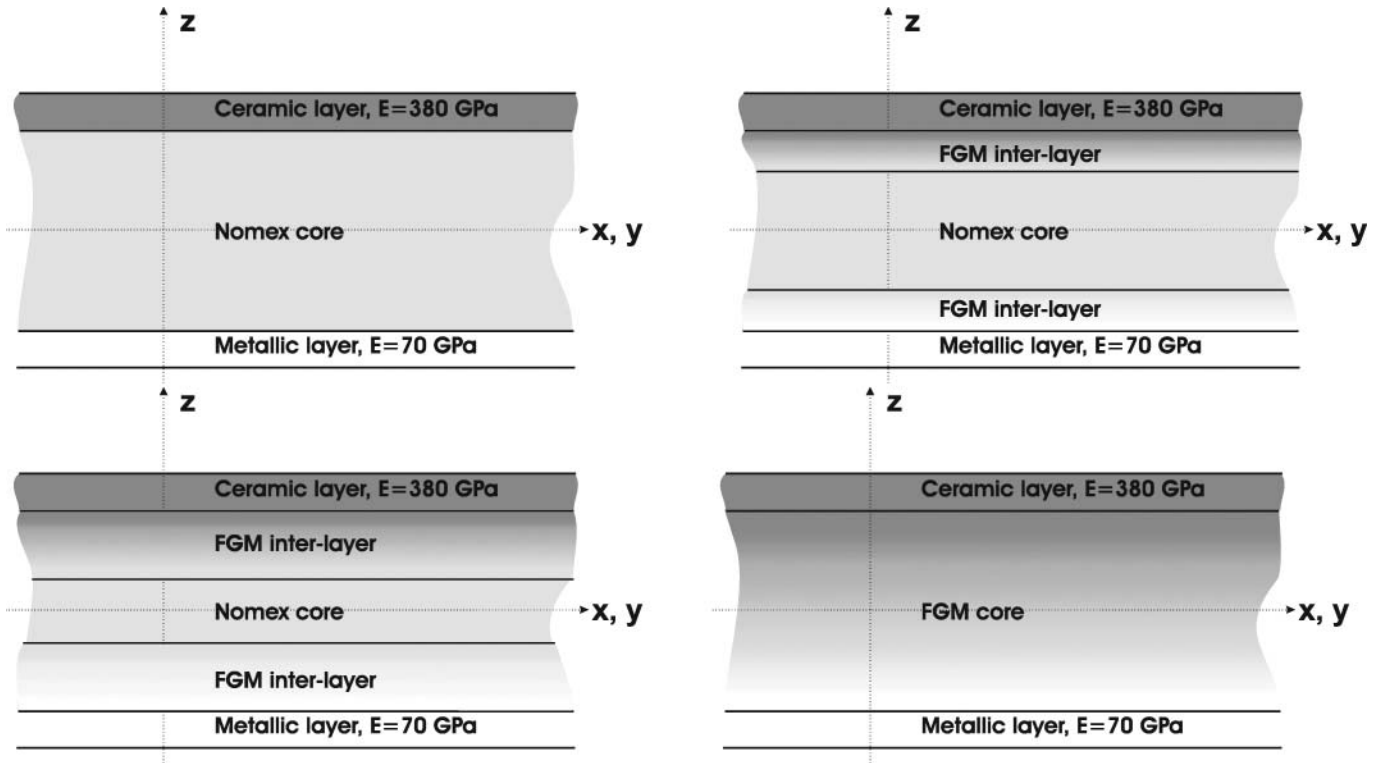 z
Ceramic layer, E=380 GPa
Nomex core
x, y
Metallic layer, E=70 GPa
z
Ceramic layer, E=380 GPa
FGM inter-layer
Nomex core
x, y
FGM inter-layer
Metallic layer, E=70 GPa
z
Ceramic layer, E=380 GPa
FGM inter-layer
Nomex core
x, y
FGM inter-layer
Metallic layer, E=70 GPa
z
Ceramic layer, E=380 GPa
FGM core
x, y
Metallic layer, E=70 GPa